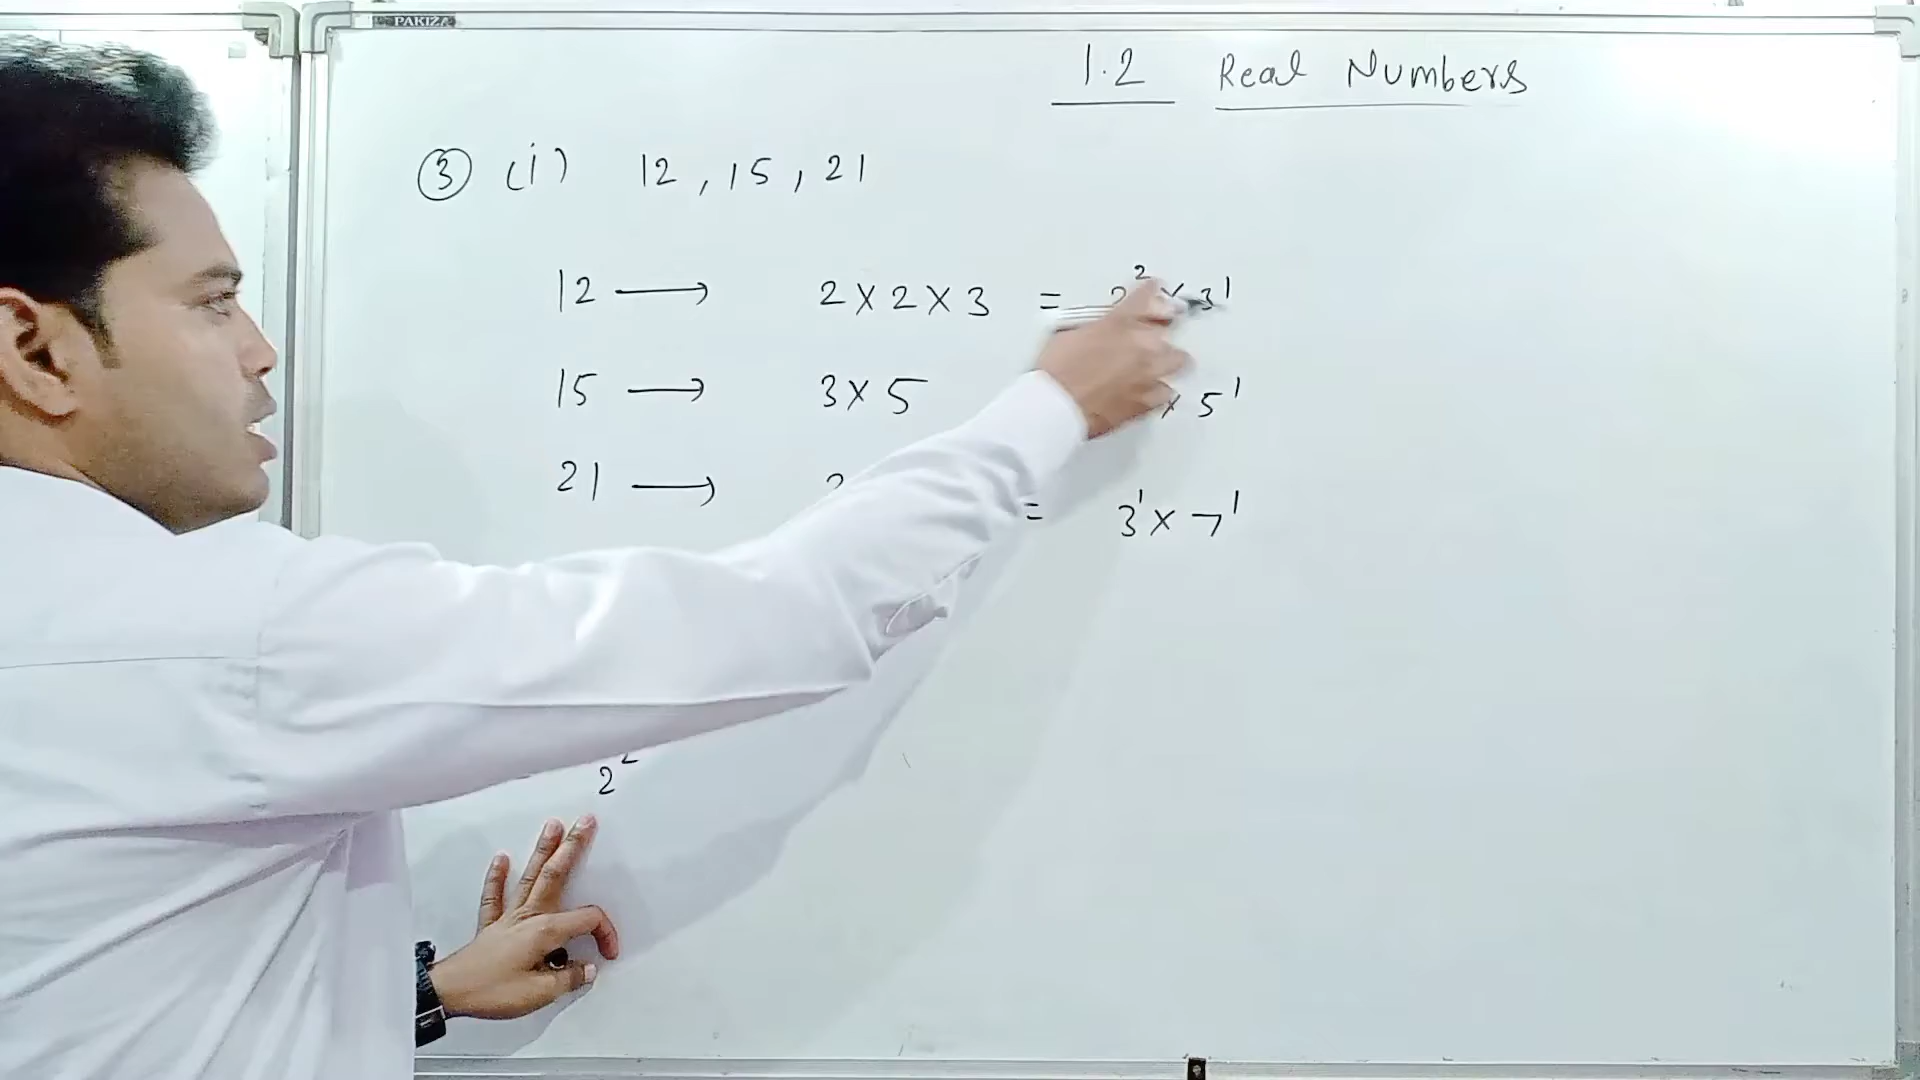 PAKIZA
1.2 Real Numbers
3 (i) 12, 15, 21
12 → 2 x 2 x 3 = 2² x 3¹
15 → 3 x 5 x 5¹
21 → = 3¹ x 7¹
2²